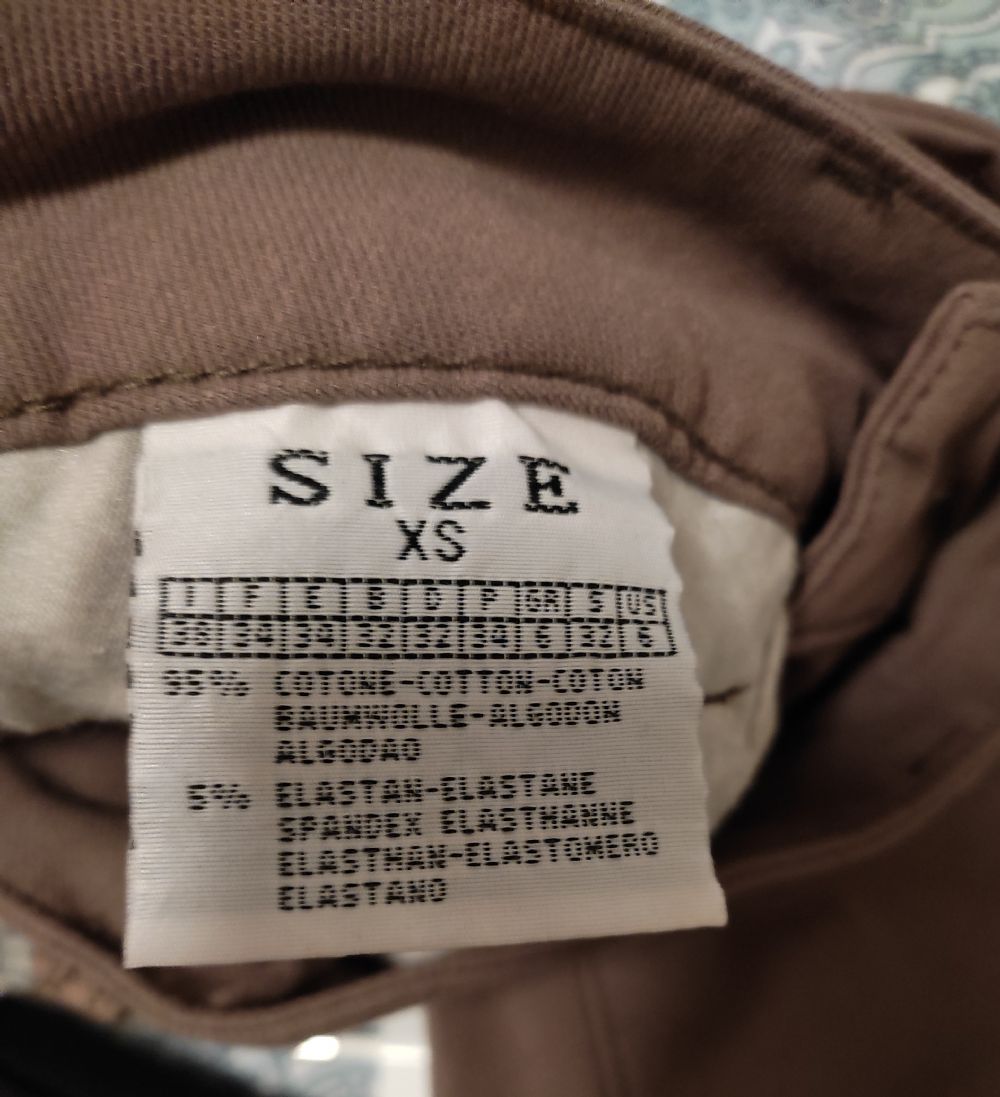 SIZE
XS
I F E B D P GR S US
38 34 34 32 32 34 6 32 6
95% COTONE-COTTON-COTON
BAUMWOLLE-ALGODON
ALGODAO
5% ELASTAN-ELASTANE
SPANDEX ELASTHANNE
ELASTHAN-ELASTOMERO
ELASTANO